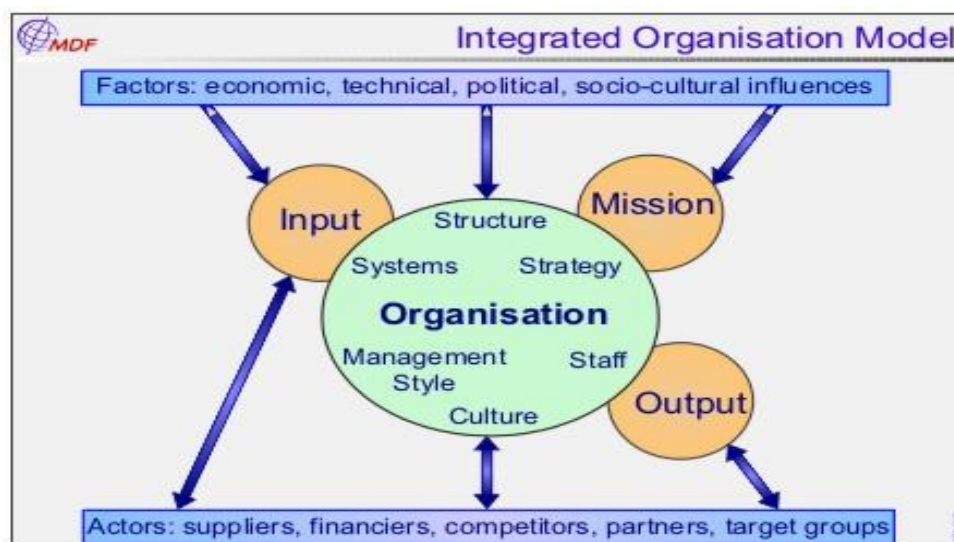 MDF
Integrated Organisation Model
Factors: economic, technical, political, socio-cultural influences
Input
Mission
Structure
Systems
Strategy
Organisation
Management
Style
Staff
Culture
Output
Actors: suppliers, financiers, competitors, partners, target groups